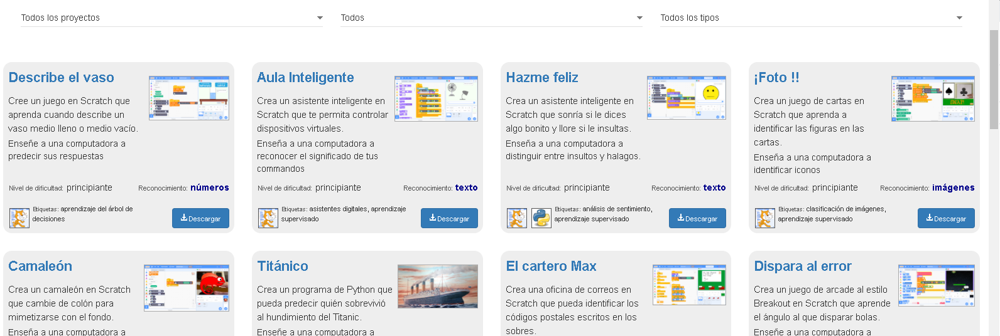 Todos los proyectos
Todos
Todos los tipos
Describe el vaso
Cree un juego en Scratch que
aprenda cuando describe un
vaso medio lleno o medio vacío.
Enseñe a una computadora a
predecir sus respuestas
Nivel de dificultad: principiante
Reconocimiento: números
Etiquetas: aprendizaje del árbol de
decisiones
Descargar
Aula Inteligente
Crea un asistente inteligente en
Scratch que te permita controlar
dispositivos virtuales.
Enseña a una computadora a
reconocer el significado de tus
commandos
Nivel de dificultad: principiante
Reconocimiento: texto
Etiquetas: asistentes digitales, aprendizaje
supervisado
Descargar
Hazme feliz
Crea un asistente inteligente en
Scratch que sonría si le dices
algo bonito y llore si le insultas.
Enseña a una computadora a
distinguir entre insultos y halagos.
Nivel de dificultad: principiante
Reconocimiento: texto
Etiquetas: análisis de sentimiento,
aprendizaje supervisado
Descargar
¡Foto !!
Crea un juego de cartas en
Scratch que aprenda a
identificar las figuras en las
cartas.
Enseña a una computadora a
identificar iconos
SNAP!
Nivel de dificultad: principiante
Reconocimiento: imágenes
Etiquetas: clasificación de imágenes,
aprendizaje supervisado
Descargar
Camaleón
Crea un camaleón en Scratch
que cambie de colón para
mimetizarse con el fondo.
Enseña a una computadora a
Titánico
Crea un programa de Python que
pueda predecir quién sobrevivió
al hundimiento del Titanic.
Enseñe a una computadora a
El cartero Max
Crea una oficina de correos en
Scratch que pueda identificar los
códigos postales escritos en los
sobres.
Dispara al error
Crea un juego de arcade al estilo
Breakout en Scratch que aprende
el ángulo al que disparar bolas.
Enseñe a una computadora a